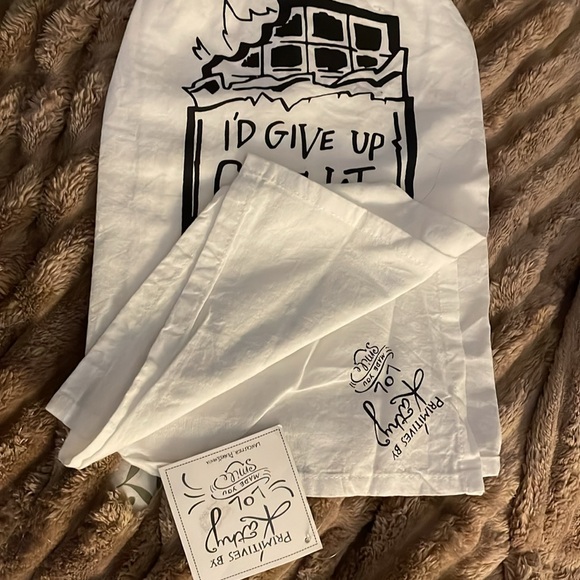 I'D GIVE UP
PRIMITIVES BY
Kathy
LOL
MADE YOU
Smile
PRIMITIVES BY
Kathy
LOL
MADE YOU
Smile